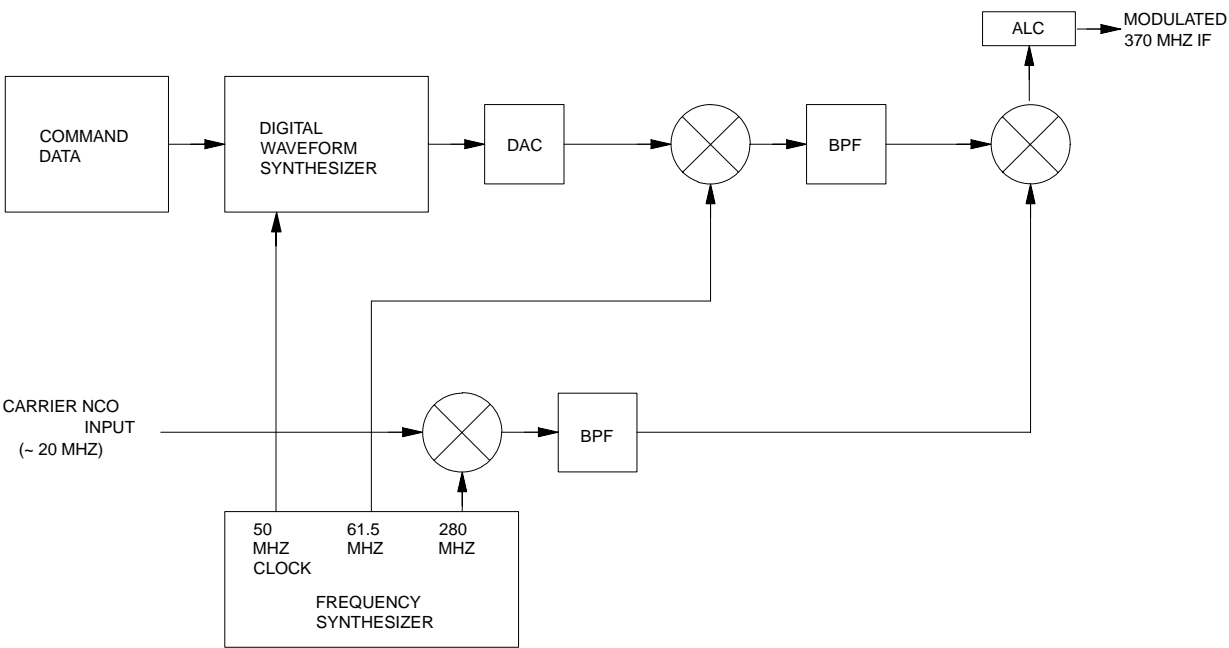 ALC
MODULATED
370 MHZ IF
COMMAND
DATA
DIGITAL
WAVEFORM
SYNTHESIZER
DAC
BPF
CARRIER NCO
INPUT
(~ 20 MHZ)
BPF
50
MHZ
CLOCK
61.5
MHZ
280
MHZ
FREQUENCY
SYNTHESIZER